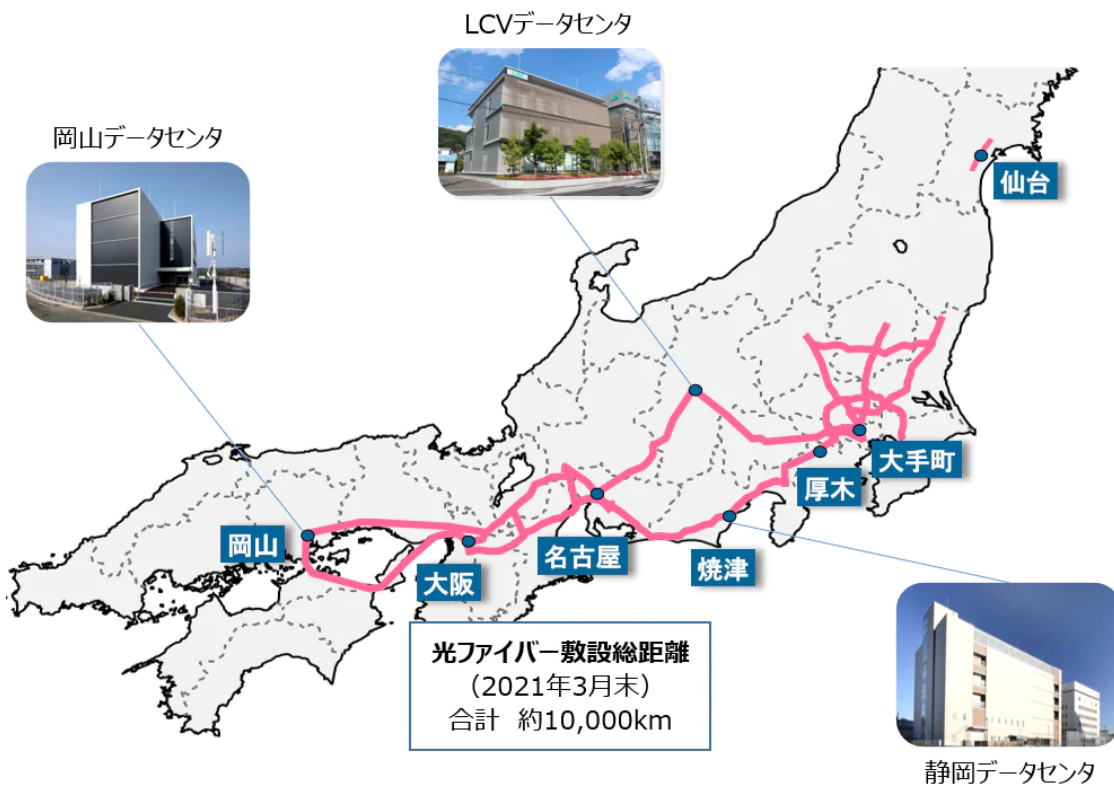 LCVデータセンタ
岡山データセンタ
仙台
大手町
厚木
岡山
大阪
名古屋
焼津
光ファイバー敷設総距離
（2021年3月末）
合計 約10,000km
静岡データセンタ